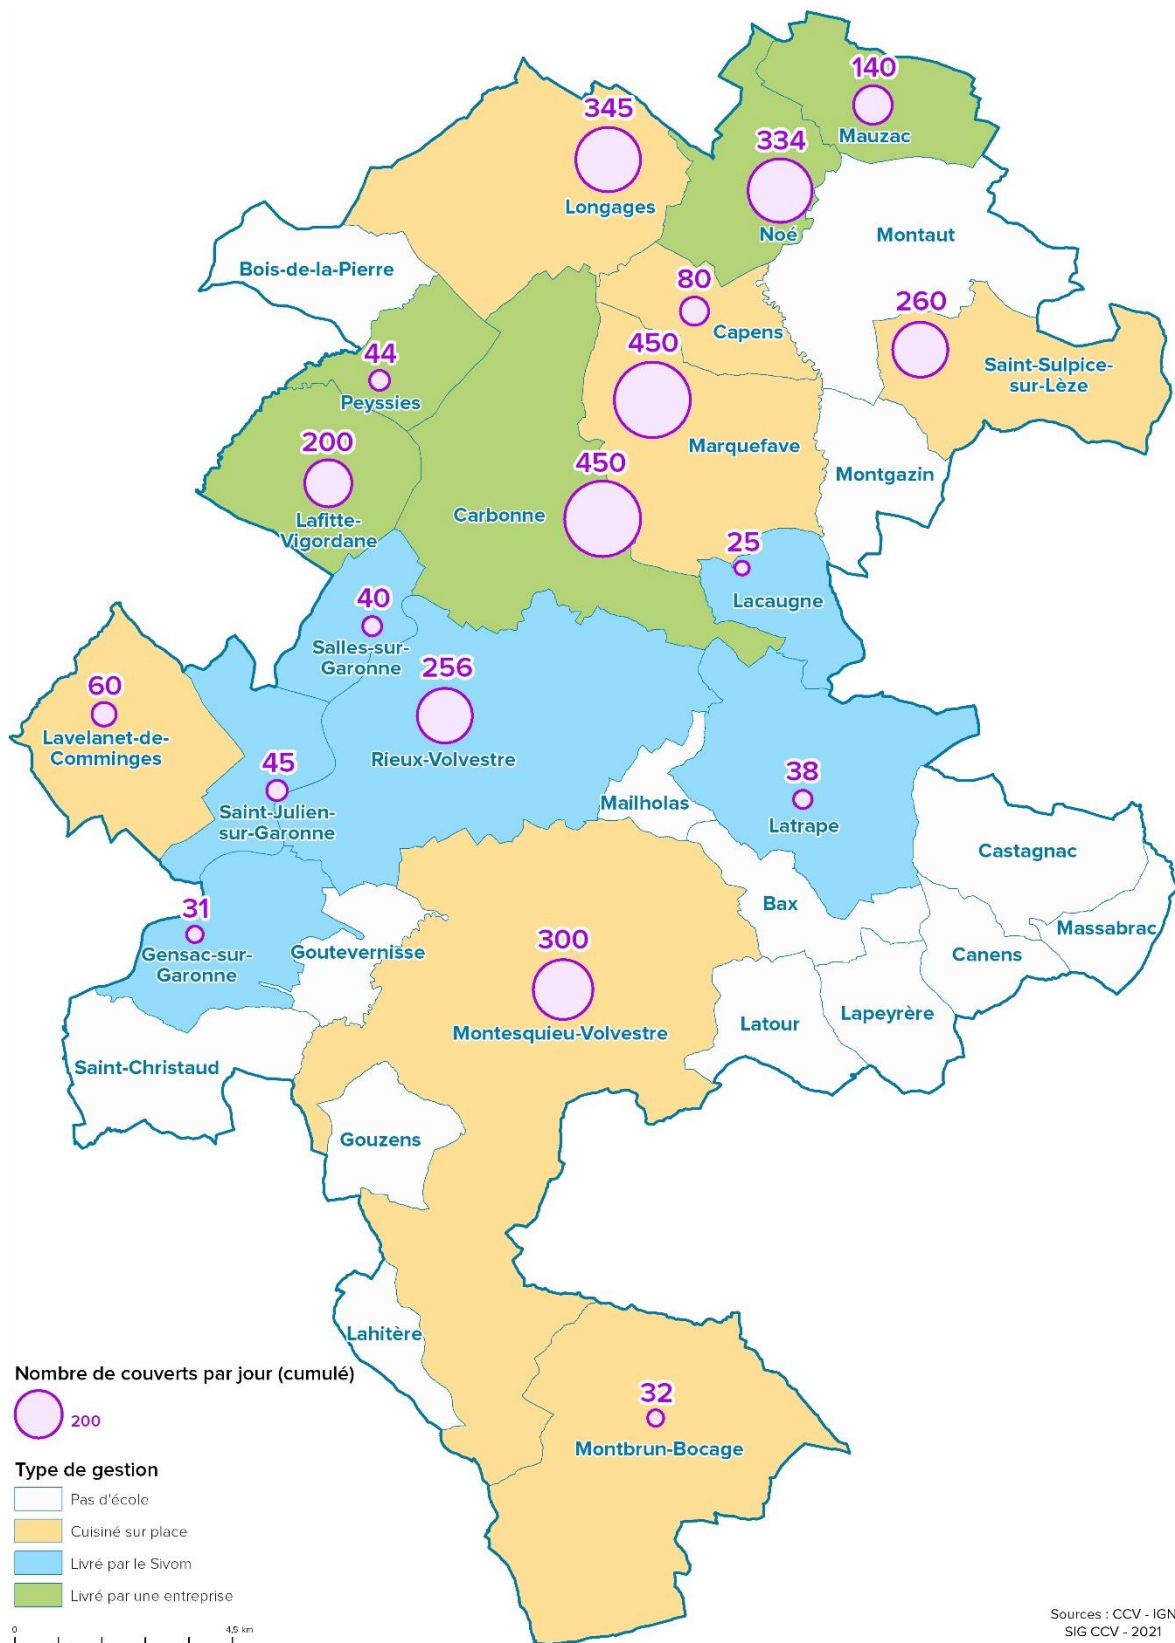 140
Mauzac
345
Longages
334
Noé
Montaut
Bois-de-la-Pierre
80
Capens
260
Saint-Sulpice-
sur-Lèze
44
Peyssies
450
Marquefave
200
Lafitte-
Vigordane
Carbonne
450
Montgazin
25
Lacaugne
40
Salles-sur-
Garonne
256
Rieux-Volvestre
60
Lavelanet-de-
Comminges
45
Saint-Julien-
sur-Garonne
Mailholas
38
Latrape
Castagnac
Bax
Massabrac
31
Gensac-sur-
Garonne
Goutevernisse
300
Montesquieu-Volvestre
Canens
Latour
Lapeyrère
Saint-Christaud
Gouzens
Lahitère
32
Montbrun-Bocage
Nombre de couverts par jour (cumulé)
200
Type de gestion
Pas d'école
Cuisiné sur place
Livré par le Sivom
Livré par une entreprise
0 4,5 km
Sources : CCV - IGN
SIG CCV - 2021